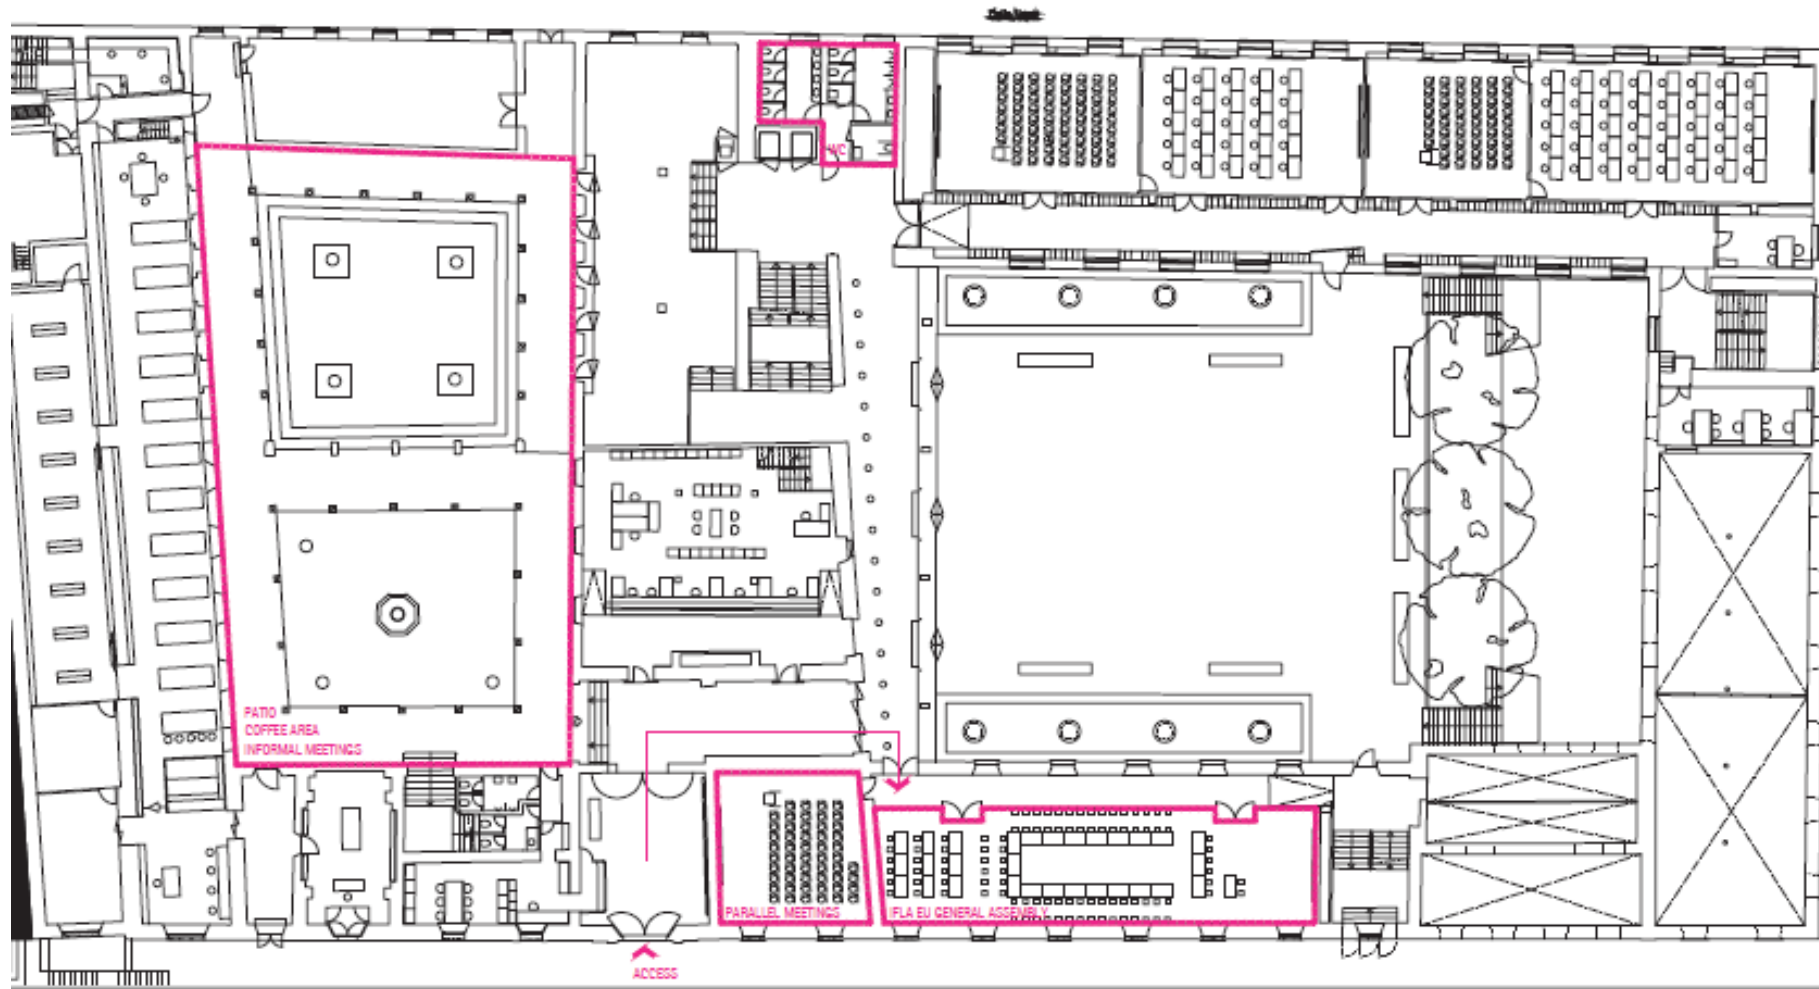 WC
PATIO
COFFEE AREA
INFORMAL MEETINGS
PARALLEL MEETINGS
IFLA EU GENERAL ASSEMBLY
ACCESS